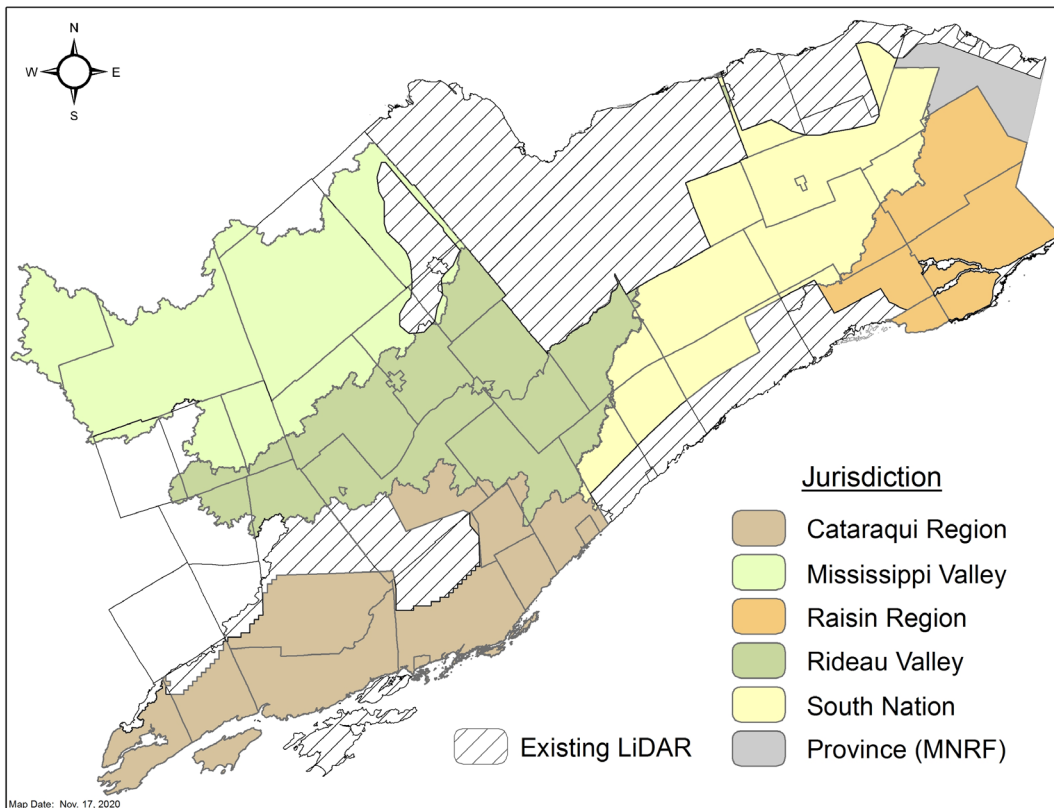 N
W E
S
Jurisdiction
Cataraqui Region
Mississippi Valley
Raisin Region
Rideau Valley
South Nation
Existing LiDAR
Province (MNRF)
Map Date: Nov. 17, 2020